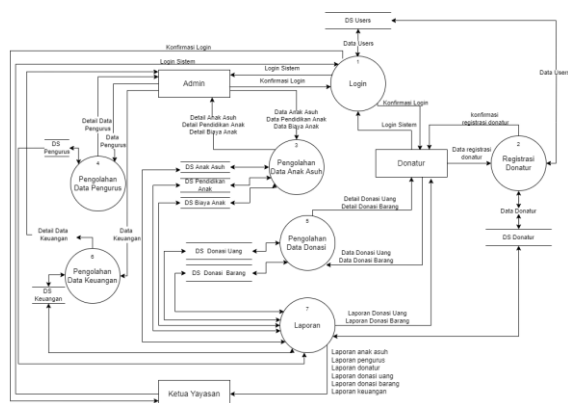 DS Users
Konfirmasi Login
Data Users
Login Sistem
1
Login
Login Sistem
Konfirmasi Login
Admin
Data Users
Konfirmasi Login
Detail Data
Pengurus
Data
Pengurus
Detail Anak Asuh
Detail Pendidikan Anak
Detail Biaya Anak
Data Anak Asuh
Data Pendidikan Anak
Data Biaya Anak
Login Sistem
konfirmasi
registrasi donatur
2
Registrasi
Donatur
DS
Pengurus
4
Pengolahan
Data Pengurus
3
Pengolahan
Data Anak Asuh
Donatur
Data registrasi
donatur
DS Anak Asuh
DS Pendidikan
Anak
DS Biaya Anak
Detail Donasi Uang
Detail Donasi Barang
Data Donatur
DS Donatur
Detail Data
Keuangan
Data
Keuangan
Pengolahan
Data Donasi
DS Donasi Uang
DS Donasi Barang
Data Donasi Uang
Data Donasi Barang
Pengolahan
Data Keuangan
DS
Keuangan
7
Laporan
Laporan Donasi Uang
Laporan Donasi Barang
Laporan anak asuh
Laporan pengurus
Laporan donatur
Laporan donasi uang
Laporan donasi barang
Laporan keuangan
Ketua Yayasan